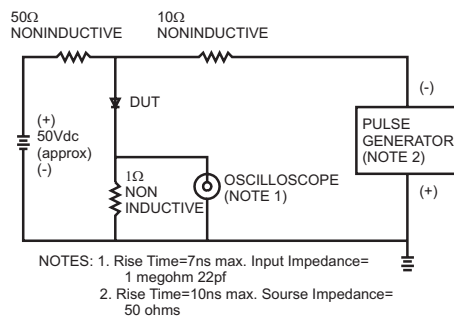 50Ω
NONINDUCTIVE
10Ω
NONINDUCTIVE
DUT
(+)
50Vdc
(approx)
(-)
1Ω
NON
INDUCTIVE
OSCILLOSCOPE
(NOTE 1)
(-)
PULSE
GENERATOR
(NOTE 2)
(+)
NOTES: 1. Rise Time=7ns max. Input Impedance=
1 megohm 22pf
2. Rise Time=10ns max. Sourse Impedance=
50 ohms